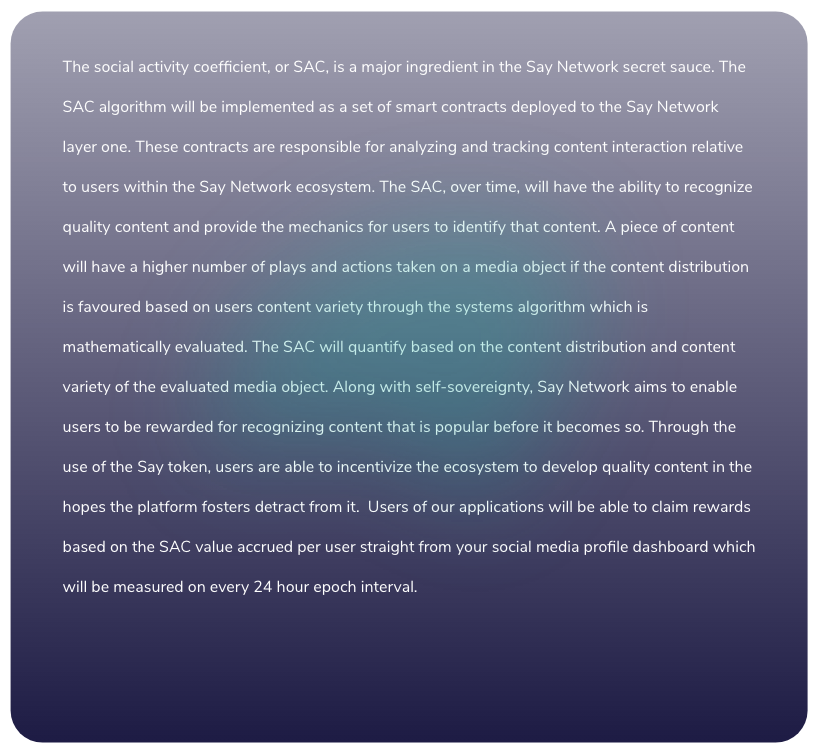 The social activity coefficient, or SAC, is a major ingredient in the Say Network secret sauce. The
SAC algorithm will be implemented as a set of smart contracts deployed to the Say Network
layer one. These contracts are responsible for analyzing and tracking content interaction relative
to users within the Say Network ecosystem. The SAC, over time, will have the ability to recognize
quality content and provide the mechanics for users to identify that content. A piece of content
will have a higher number of plays and actions taken on a media object if the content distribution
is favoured based on users content variety through the systems algorithm which is
mathematically evaluated. The SAC will quantify based on the content distribution and content
variety of the evaluated media object. Along with self-sovereignty, Say Network aims to enable
users to be rewarded for recognizing content that is popular before it becomes so. Through the
use of the Say token, users are able to incentivize the ecosystem to develop quality content in the
hopes the platform fosters detract from it.  Users of our applications will be able to claim rewards
based on the SAC value accrued per user straight from your social media profile dashboard which
will be measured on every 24 hour epoch interval.